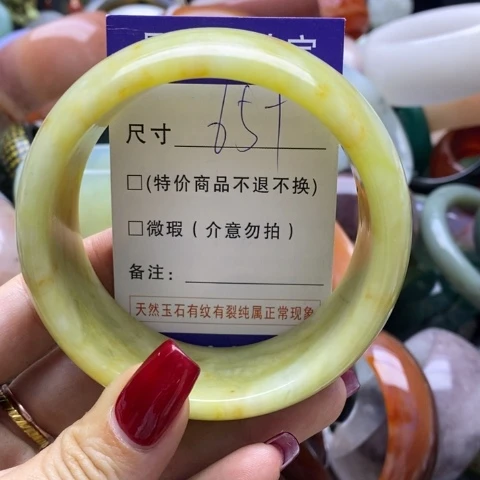 尺寸 65+
□(特价商品不退不换)
□微瑕（介意勿拍）
备注：
天然玉石有纹有裂纯属正常现象